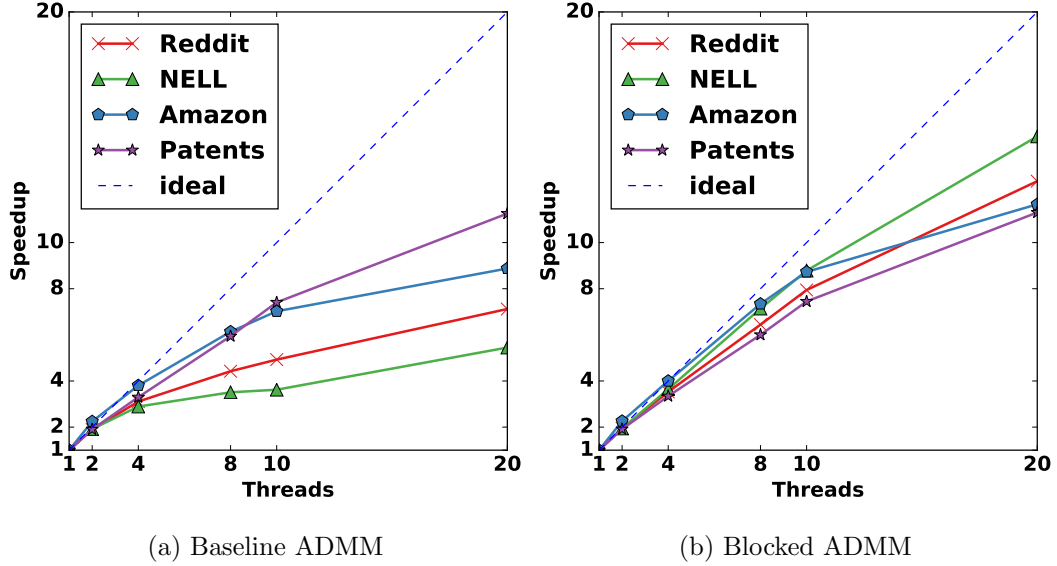 20
10
8
4
2
1
Speedup
Reddit
NELL
Amazon
Patents
ideal
1 2 4 8 10 20
Threads
(a) Baseline ADMM
20
10
8
4
2
1
Speedup
Reddit
NELL
Amazon
Patents
ideal
1 2 4 8 10 20
Threads
(b) Blocked ADMM